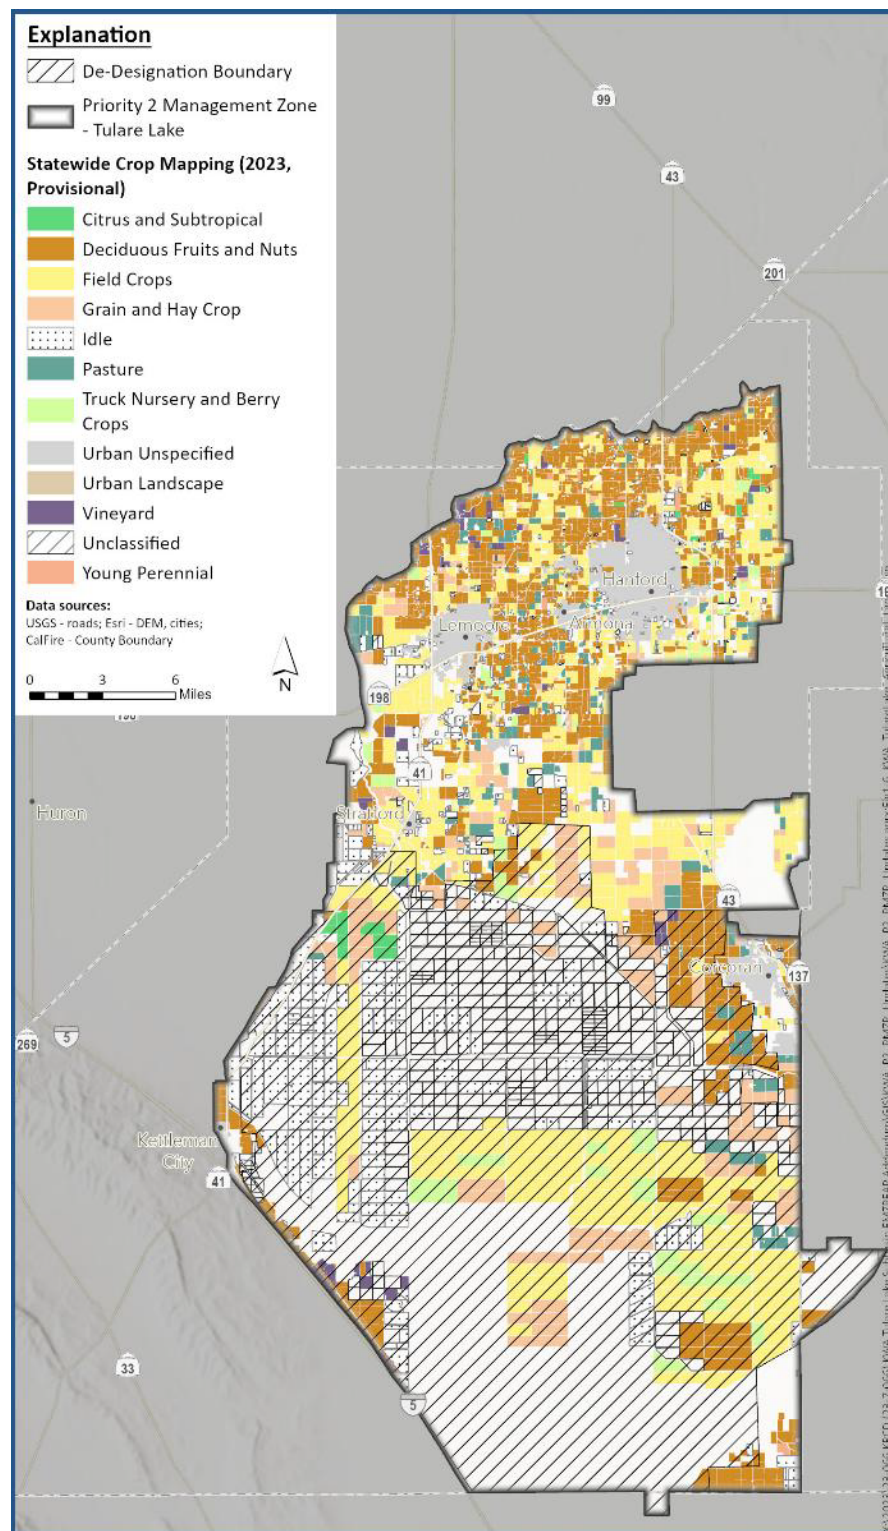 Explanation
De-Designation Boundary
Priority 2 Management Zone
- Tulare Lake
Statewide Crop Mapping (2023,
Provisional)
Citrus and Subtropical
Deciduous Fruits and Nuts
Field Crops
Grain and Hay Crop
Idle
Pasture
Truck Nursery and Berry
Crops
Urban Unspecified
Urban Landscape
Vineyard
Unclassified
Young Perennial
Data sources:
USGS - roads; Esri - DEM, cities;
CalFire - County Boundary
0 3 6
Miles
N
99
43
201
Hanford
Lemoore
Armona
198
198
41
Huron
Stratford
43
Corcoran
137
269
5
Kettleman
City
41
33
5